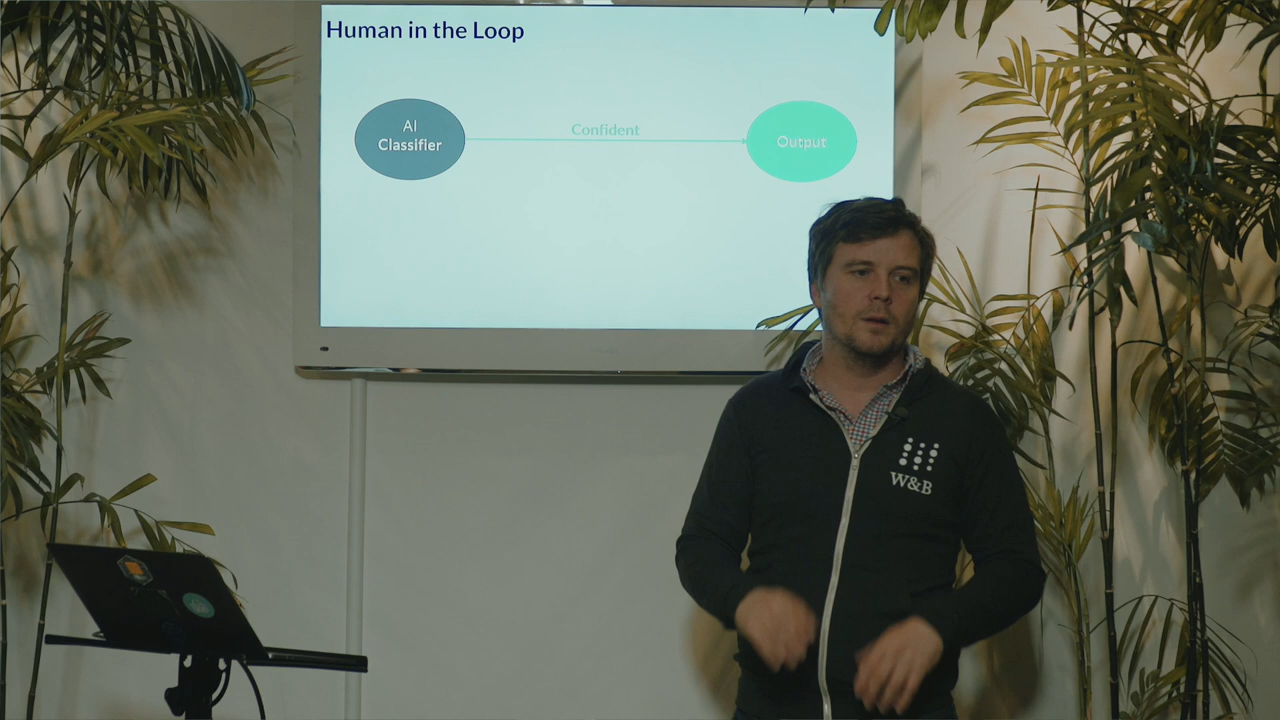 Human in the Loop
AI
Classifier
Confident
Output
W&B